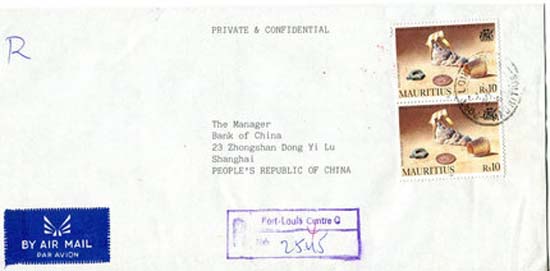 PRIVATE & CONFIDENTIAL
R
MAURITIUS Rs10
MAURITIUS Rs10
The Manager
Bank of China
23 Zhongshan Dong Yi Lu
Shanghai
PEOPLE'S REPUBLIC OF CHINA
BY AIR MAIL
PAR AVION
Port-Louis Centre
No 2545